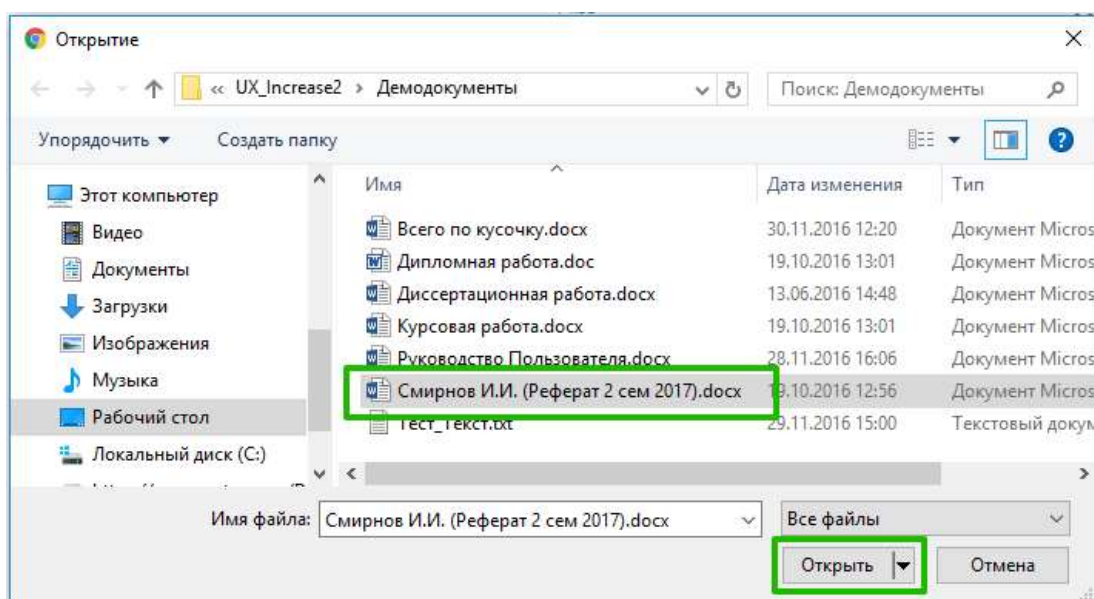 Открытие
« UX_Increase2 › Демодокументы
Поиск: Демодокументы
Упорядочить
Создать папку
Имя
Дата изменения
Тип
Этот компьютер
Видео
Документы
Загрузки
Изображения
Музыка
Рабочий стол
Локальный диск (C:)
Всего по кусочку.docx 30.11.2016 12:20 Документ Micros
Дипломная работа.doc 19.10.2016 13:01 Документ Micros
Диссертационная работа.docx 13.06.2016 14:48 Документ Micros
Курсовая работа.docx 19.10.2016 13:01 Документ Micros
Руководство Пользователя.docx 28.11.2016 16:06 Документ Micros
Смирнов И.И. (Реферат 2 сем 2017).docx 19.10.2016 12:56 Документ Micros
Тест_Текст.txt 29.11.2016 15:00 Текстовый докум
Имя файла: Смирнов И.И. (Реферат 2 сем 2017).docx
Все файлы
Открыть
Отмена